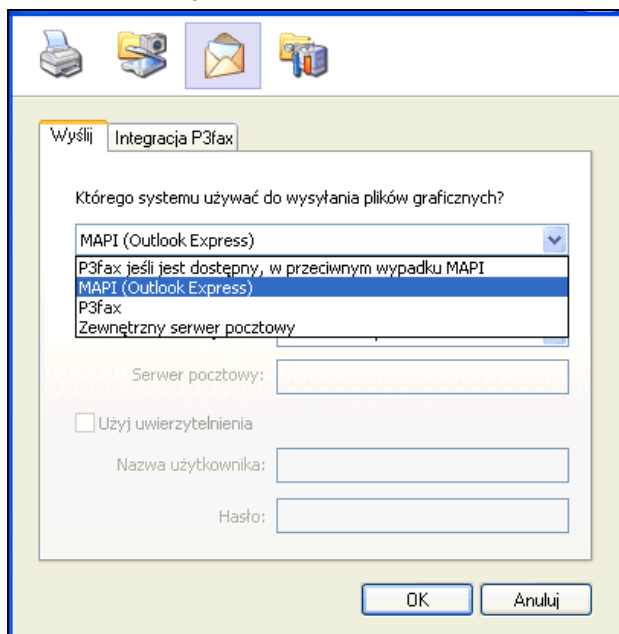 Wyślij Integracja P3fax
Którego systemu używać do wysyłania plików graficznych?
MAPI (Outlook Express)
P3fax jeśli jest dostępny, w przeciwnym wypadku MAPI
MAPI (Outlook Express)
P3fax
Zewnętrzny serwer pocztowy
Serwer pocztowy:
Użyj uwierzytelnienia
Nazwa użytkownika:
Hasło:
OK Anuluj